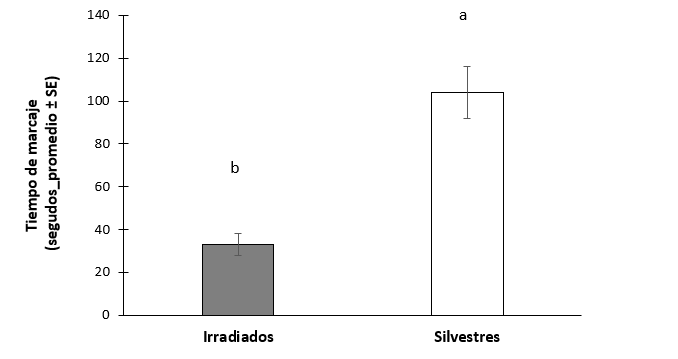 Tiempo de marcaje
(segudos_promedio ± SE)
140
120
100
80
60
40
20
0
b
a
Irradiados
Silvestres